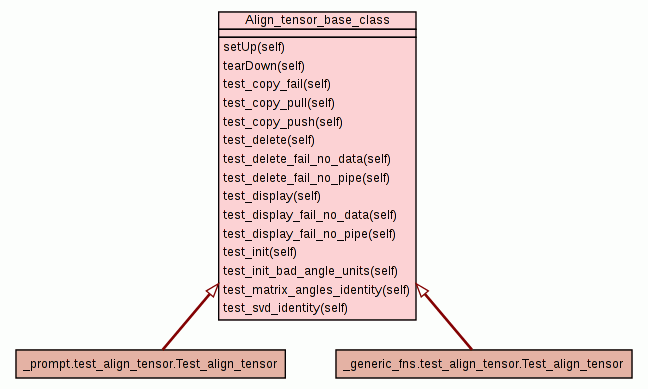 Align_tensor_base_class
setUp(self)
tearDown(self)
test_copy_fail(self)
test_copy_pull(self)
test_copy_push(self)
test_delete(self)
test_delete_fail_no_data(self)
test_delete_fail_no_pipe(self)
test_display(self)
test_display_fail_no_data(self)
test_display_fail_no_pipe(self)
test_init(self)
test_init_bad_angle_units(self)
test_matrix_angles_identity(self)
test_svd_identity(self)
_prompt.test_align_tensor.Test_align_tensor
_generic_fns.test_align_tensor.Test_align_tensor